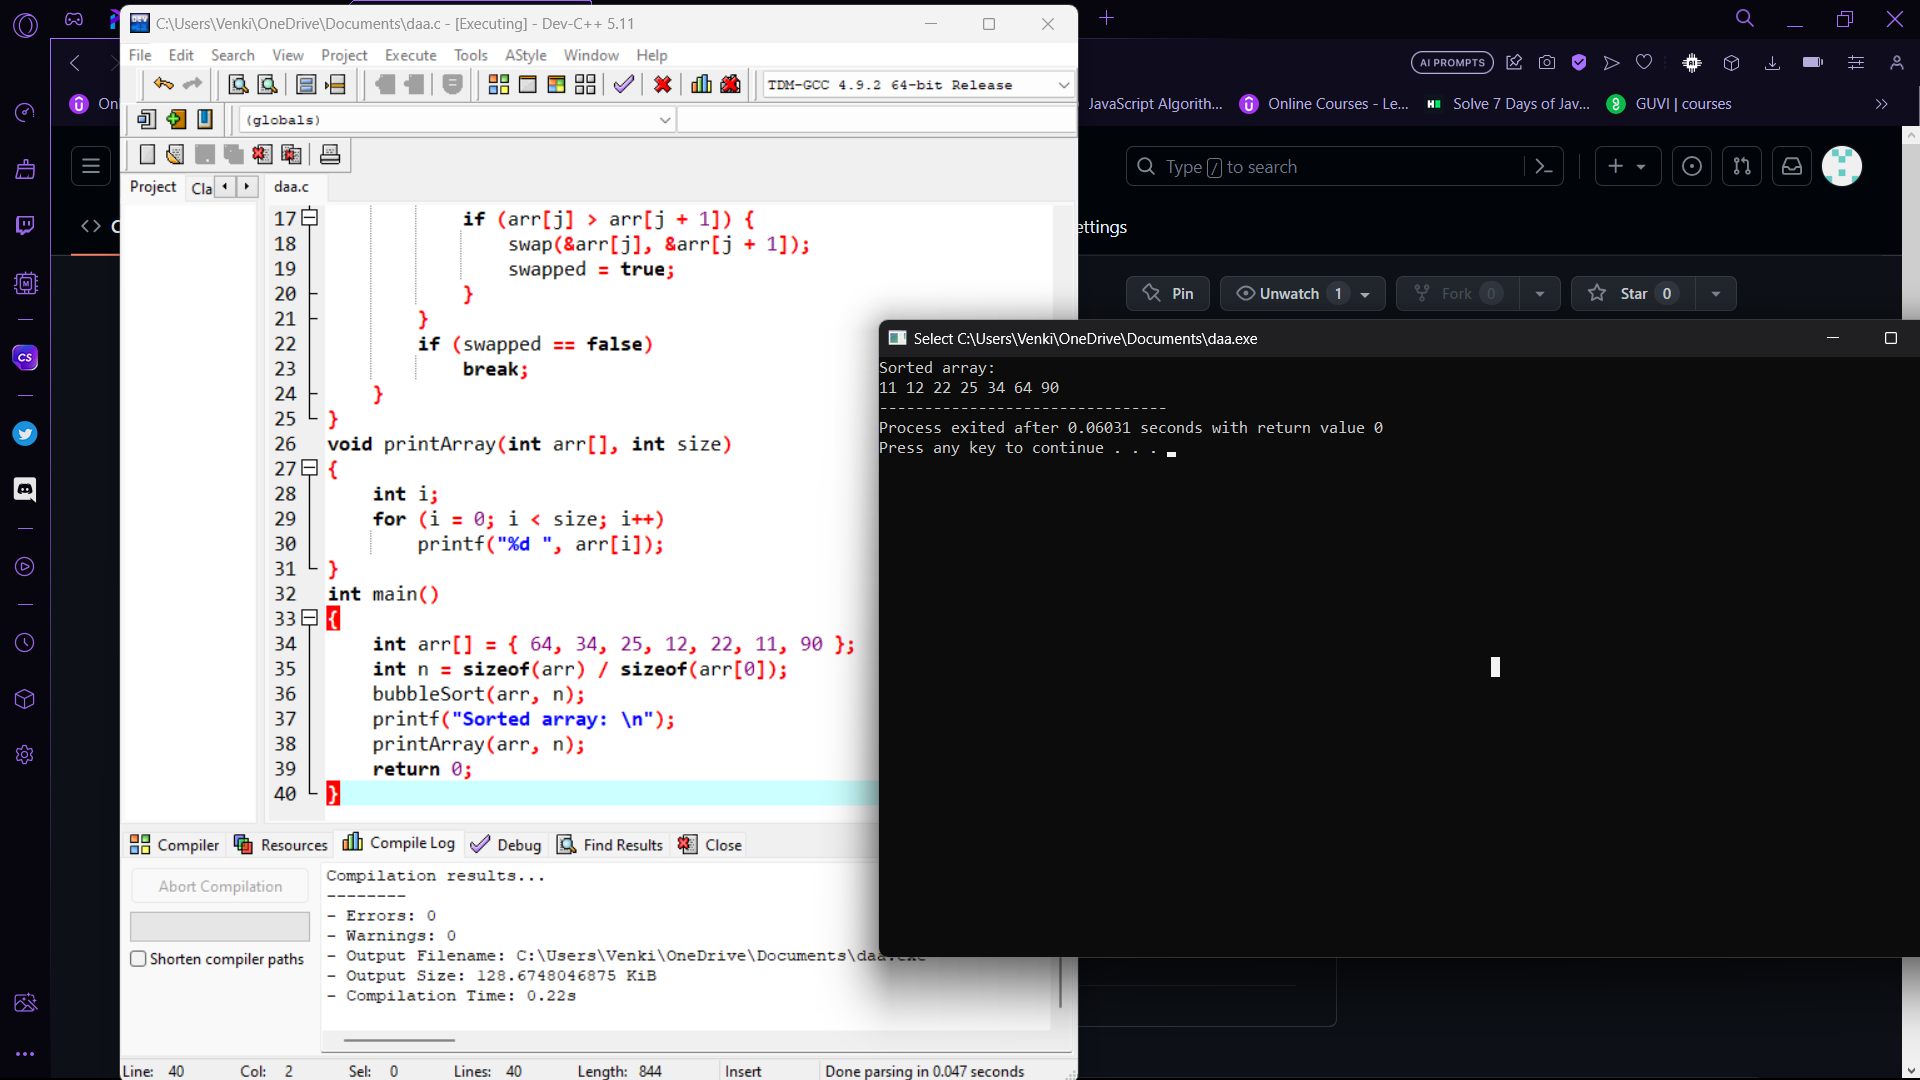 C:\Users\Venki\OneDrive\Documents\daa.c - [Executing] - Dev-C++ 5.11
File Edit Search View Project Execute Tools AStyle Window Help
AI PROMPTS
TDM-GCC 4.9.2 64-bit Release
JavaScript Algorith... Online Courses - Le... Solve 7 Days of Jav... GUVI | courses
(globals)
Type / to search
Project Cla daa.c
ettings
17 if (arr[j] > arr[j + 1]) {
18 swap(&arr[j], &arr[j + 1]);
19 swapped = true;
20 }
21 }
22 if (swapped == false)
23 break;
24 }
25 }
26 void printArray(int arr[], int size)
27 {
28 int i;
29 for (i = 0; i < size; i++)
30 printf("%d ", arr[i]);
31 }
32 int main()
33 {
34 int arr[] = { 64, 34, 25, 12, 22, 11, 90 };
35 int n = sizeof(arr) / sizeof(arr[0]);
36 bubbleSort(arr, n);
37 printf("Sorted array: \n");
38 printArray(arr, n);
39 return 0;
40 }
Pin Unwatch 1 Fork 0 Star 0
Select C:\Users\Venki\OneDrive\Documents\daa.exe
Sorted array:
11 12 22 25 34 64 90
--------------------------------
Process exited after 0.06031 seconds with return value 0
Press any key to continue . . .
Compiler Resources Compile Log Debug Find Results Close
Abort Compilation
Shorten compiler paths
Compilation results...
--------
- Errors: 0
- Warnings: 0
- Output Filename: C:\Users\Venki\OneDrive\Documents\daa.exe
- Output Size: 128.6748046875 KiB
- Compilation Time: 0.22s
Line: 40 Col: 2 Sel: 0 Lines: 40 Length: 844 Insert Done parsing in 0.047 seconds